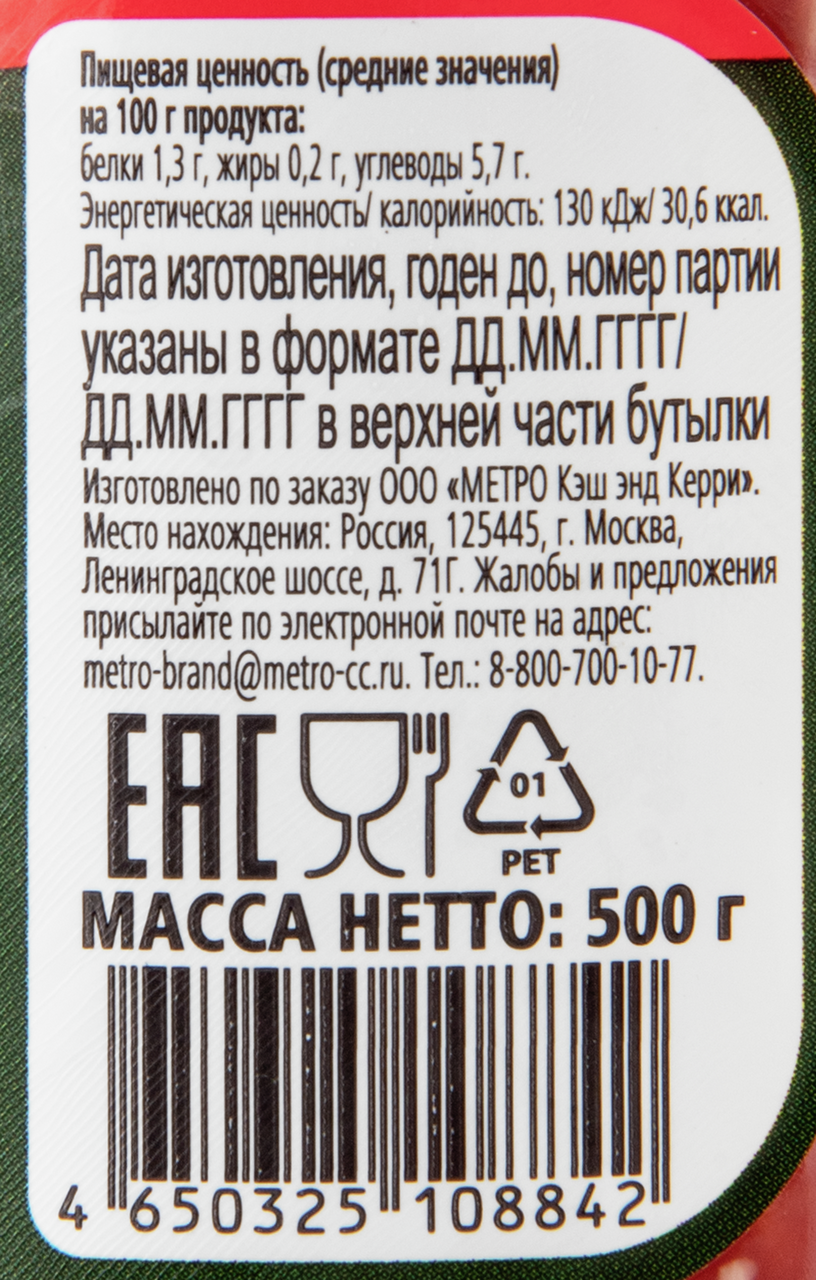 Пищевая ценность (средние значения)
на 100 г продукта:
белки 1,3 г, жиры 0,2 г, углеводы 5,7 г.
Энергетическая ценность/ калорийность: 130 кДж/ 30,6 ккал.
Дата изготовления, годен до, номер партии
указаны в формате ДД.ММ.ГГГГ/
ДД.ММ.ГГГГ в верхней части бутылки
Изготовлено по заказу ООО «МЕТРО Кэш энд Керри».
Место нахождения: Россия, 125445, г. Москва,
Ленинградское шоссе, д. 71Г. Жалобы и предложения
присылайте по электронной почте на адрес:
metro-brand@metro-cc.ru. Тел.: 8-800-700-10-77.
EAC
01
PET
МАССА НЕТТО: 500 г
4 650325 108842